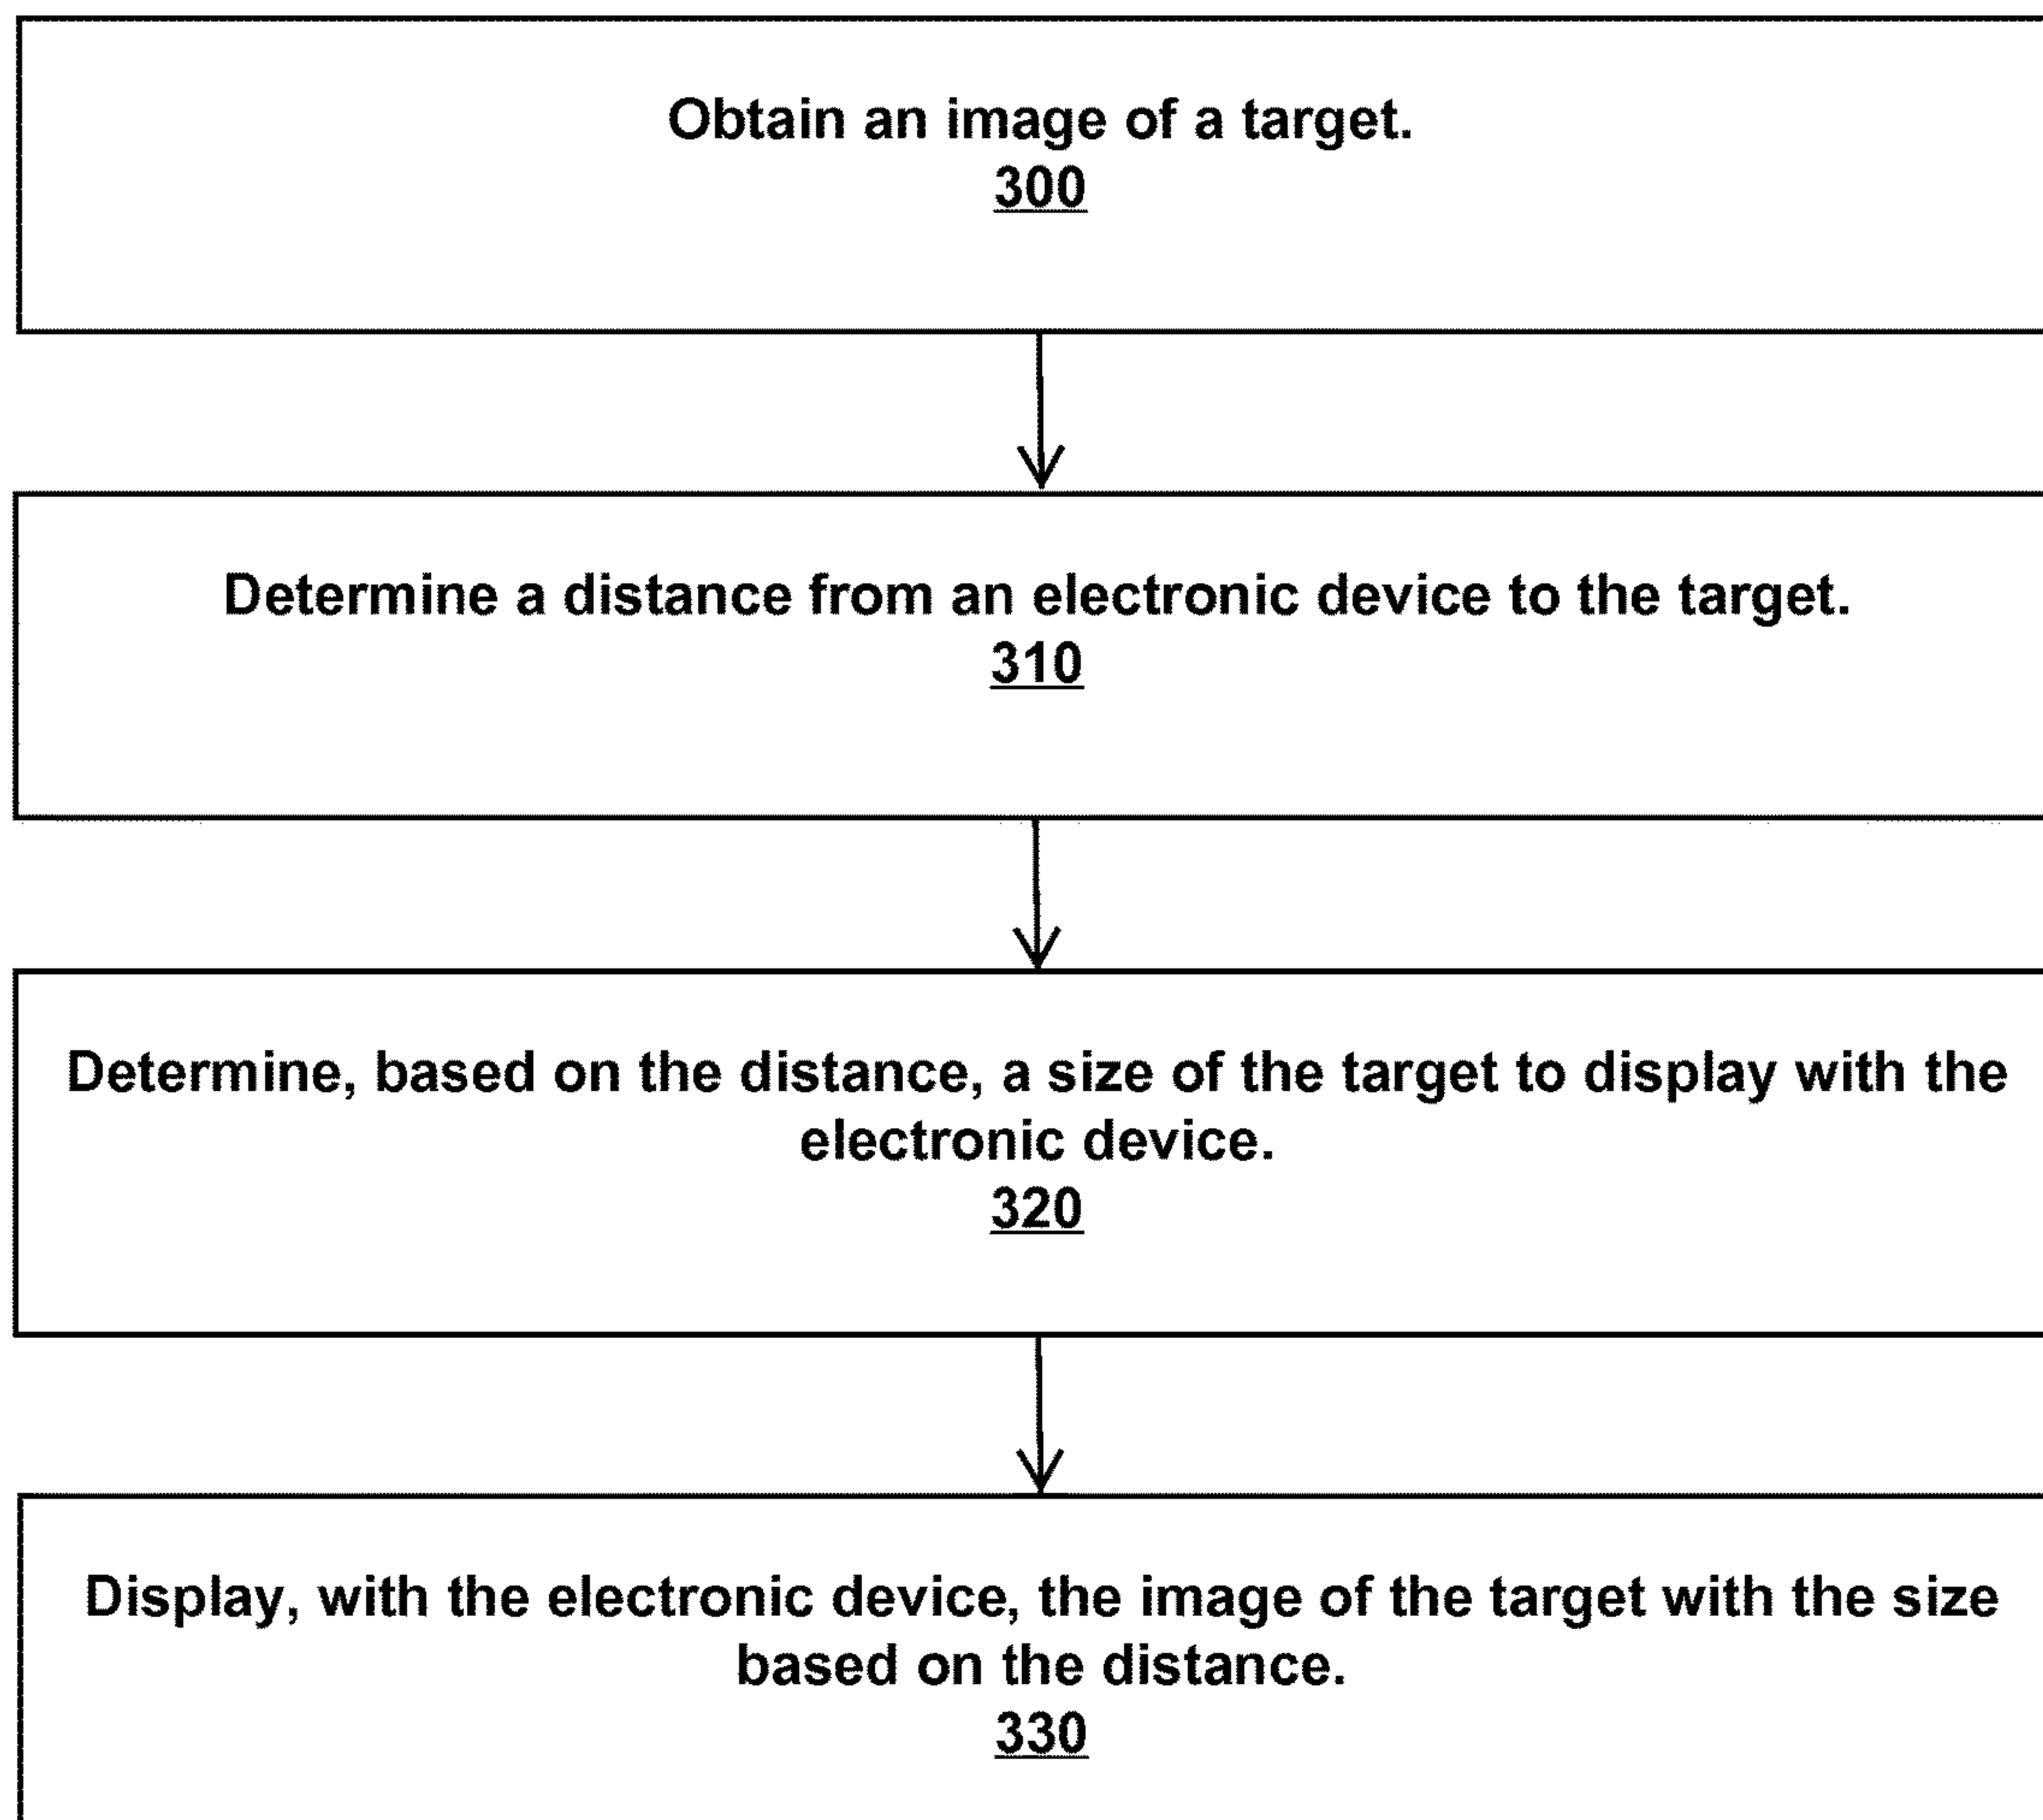 Obtain an image of a target.
300
Determine a distance from an electronic device to the target.
310
Determine, based on the distance, a size of the target to display with the
electronic device.
320
Display, with the electronic device, the image of the target with the size
based on the distance.
330